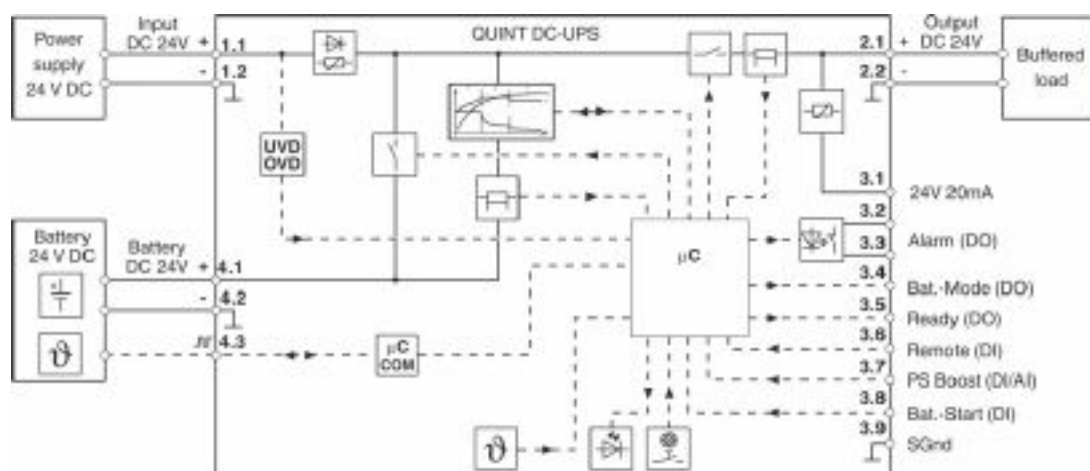 Power
supply
24 V DC
Input
DC 24V +
1.1
-
1.2
QUINT DC-UPS
2.1
+
Output
DC 24V
2.2
-
Buffered
load
UVD
OVD
3.1
24V 20mA
3.2
3.3
Alarm (DO)
3.4
Bat.-Mode (DO)
3.5
Ready (DO)
3.6
Remote (DI)
3.7
PS Boost (DI/AI)
3.8
Bat.-Start (DI)
3.9
SGnd
µC
Battery
24 V DC
+
Battery
DC 24V +
4.1
-
4.2
4.3
ϑ
µC
COM
ϑ